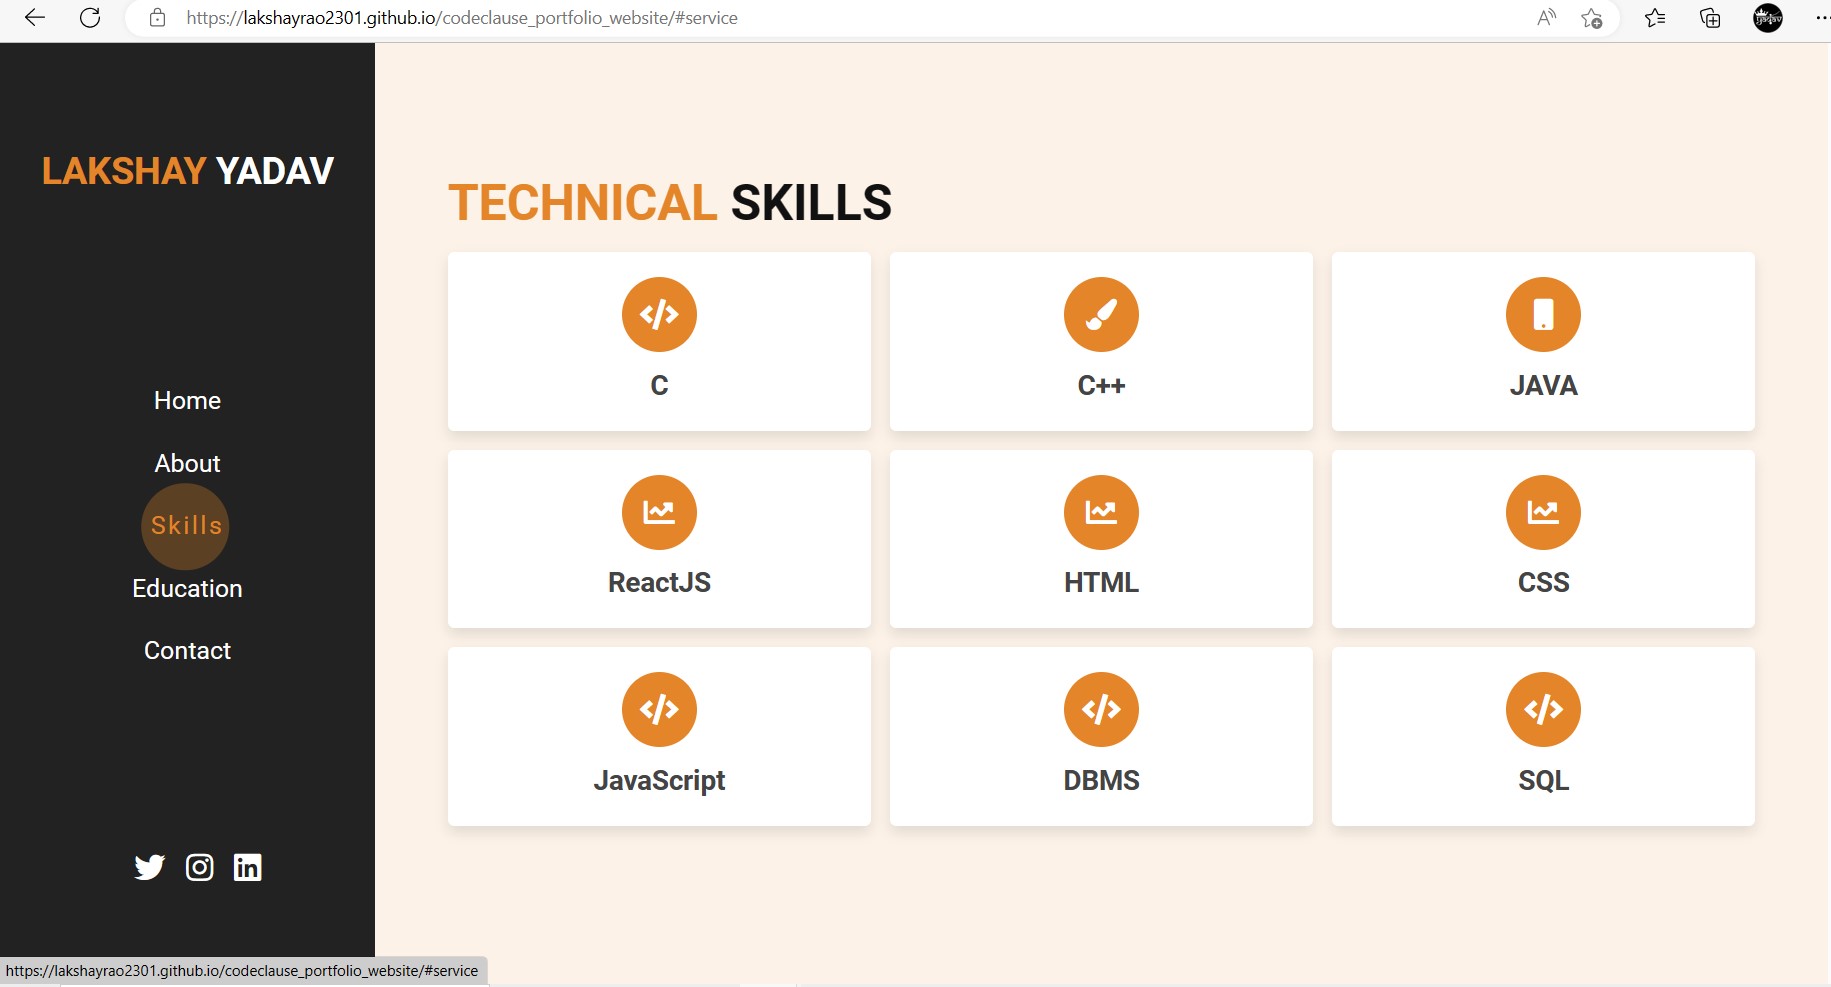 https://lakshayrao2301.github.io/codeclause_portfolio_website/#service
LAKSHAY YADAV
Home
About
Skills
Education
Contact
TECHNICAL SKILLS
C
C++
JAVA
ReactJS
HTML
CSS
JavaScript
DBMS
SQL
https://lakshayrao2301.github.io/codeclause_portfolio_website/#service